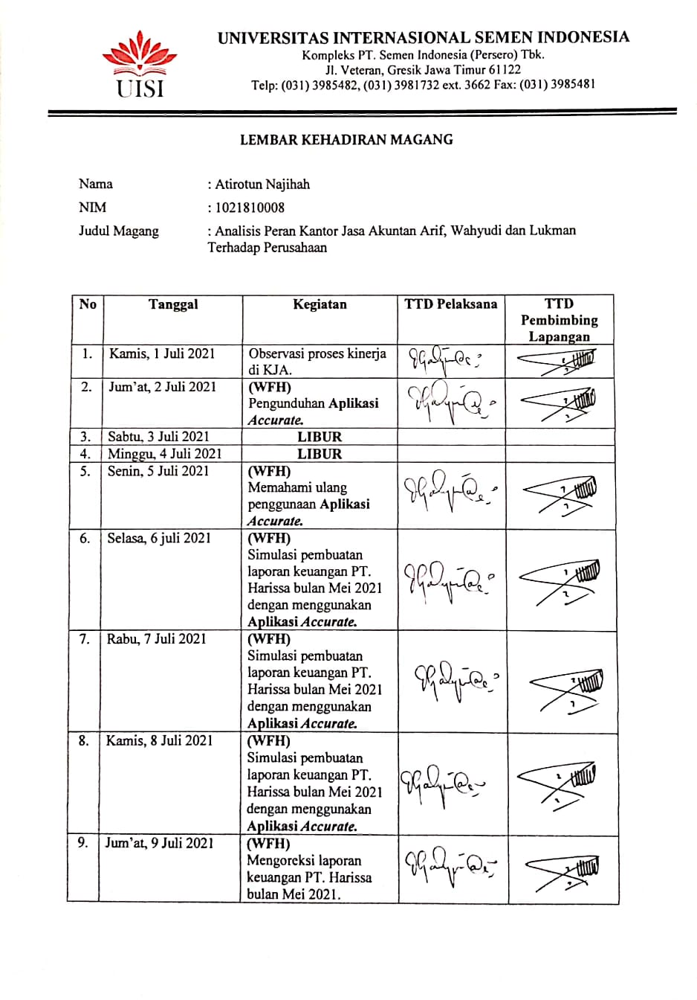 UNIVERSITAS INTERNASIONAL SEMEN INDONESIA
Kompleks PT. Semen Indonesia (Persero) Tbk.
Jl. Veteran, Gresik Jawa Timur 61122
Telp: (031) 3985482, (031) 3981732 ext. 3662 Fax: (031) 3985481
UISI
LEMBAR KEHADIRAN MAGANG
Nama : Atirotun Najihah
NIM : 1021810008
Judul Magang : Analisis Peran Kantor Jasa Akuntan Arif, Wahyudi dan Lukman
Terhadap Perusahaan
No Tanggal Kegiatan TTD Pelaksana TTD
Pembimbing
Lapangan
1. Kamis, 1 Juli 2021 Observasi proses kinerja
di KJA.
2. Jum'at, 2 Juli 2021 (WFH)
Pengunduhan Aplikasi
Accurate.
3. Sabtu, 3 Juli 2021 LIBUR
4. Minggu, 4 Juli 2021 LIBUR
5. Senin, 5 Juli 2021 (WFH)
Memahami ulang
penggunaan Aplikasi
Accurate.
6. Selasa, 6 juli 2021 (WFH)
Simulasi pembuatan
laporan keuangan PT.
Harissa bulan Mei 2021
dengan menggunakan
Aplikasi Accurate.
7. Rabu, 7 Juli 2021 (WFH)
Simulasi pembuatan
laporan keuangan PT.
Harissa bulan Mei 2021
dengan menggunakan
Aplikasi Accurate.
8. Kamis, 8 Juli 2021 (WFH)
Simulasi pembuatan
laporan keuangan PT.
Harissa bulan Mei 2021
dengan menggunakan
Aplikasi Accurate.
9. Jum'at, 9 Juli 2021 (WFH)
Mengoreksi laporan
keuangan PT. Harissa
bulan Mei 2021.